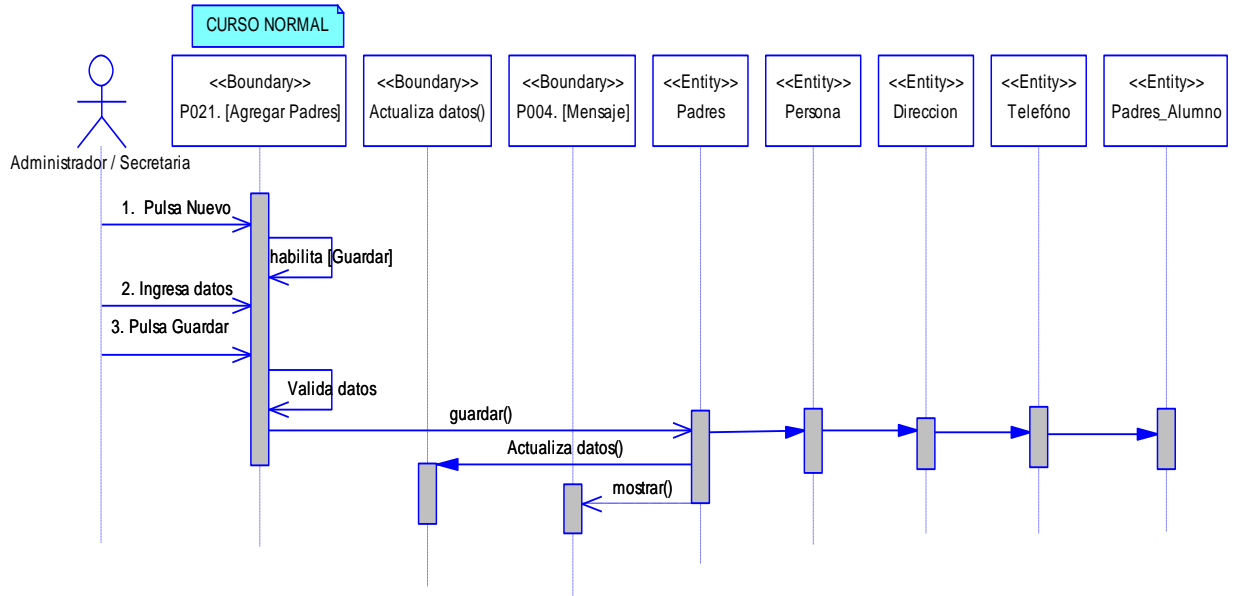 CURSO NORMAL
<<Boundary>>
P021. [Agregar Padres]
<<Boundary>>
Actualiza datos()
<<Boundary>>
P004. [Mensaje]
<<Entity>>
Padres
<<Entity>>
Persona
<<Entity>>
Direccion
<<Entity>>
Telefóno
<<Entity>>
Padres_Alumno
Administrador / Secretaria
1. Pulsa Nuevo
habilita [Guardar]
2. Ingresa datos
3. Pulsa Guardar
Valida datos
guardar()
Actualiza datos()
mostrar()